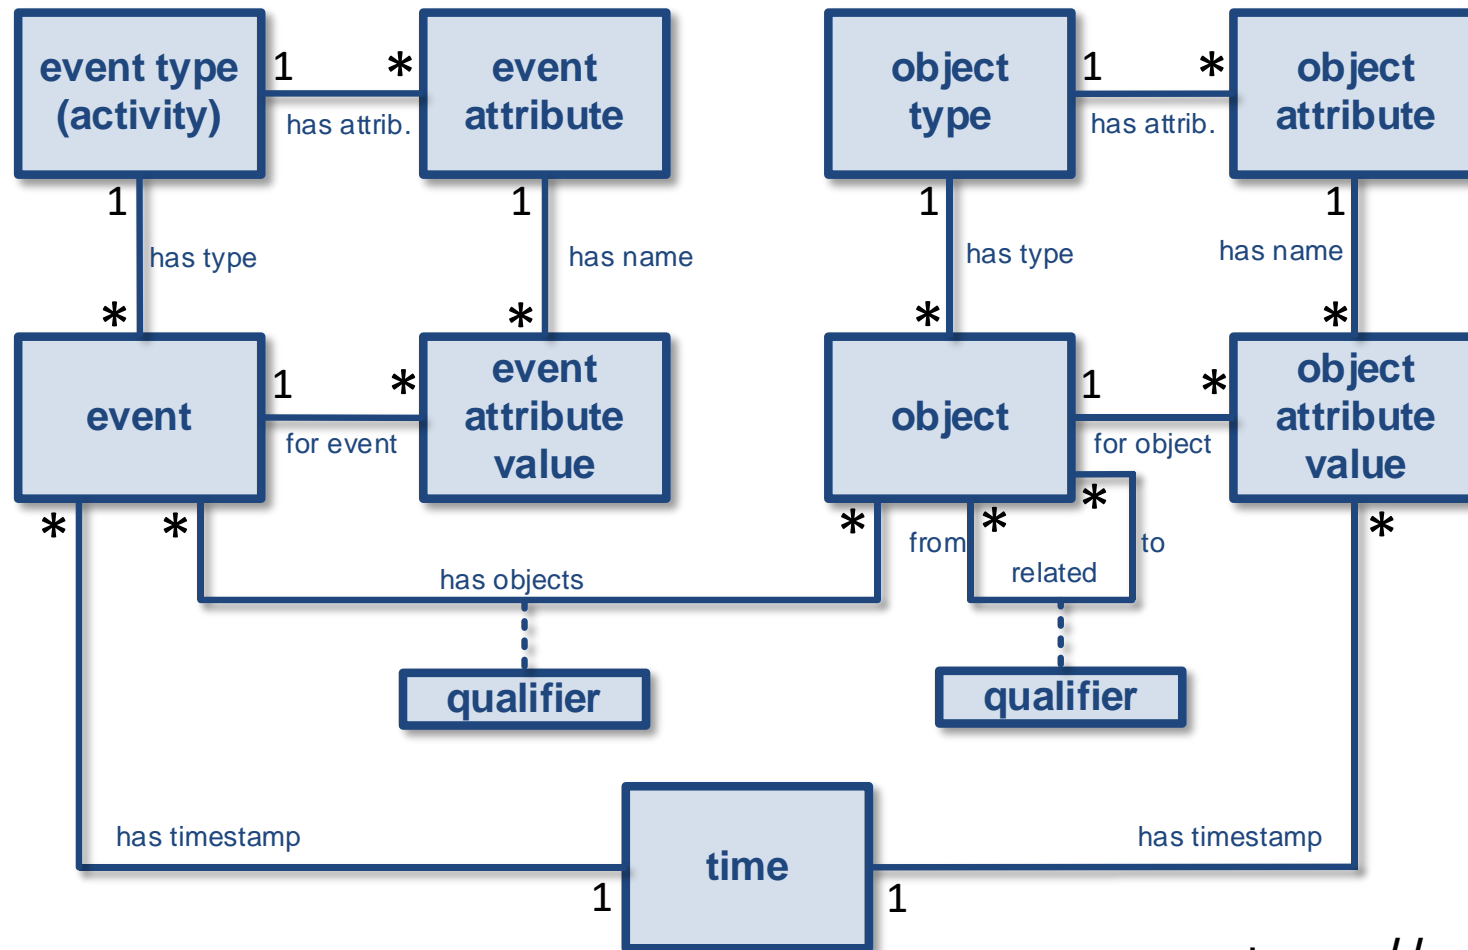 event type
(activity)
1
*
has attrib.
event
attribute
object
type
1
*
has attrib.
object
attribute
1
has type
*
1
has name
*
1
has type
*
1
has name
*
event
1
*
for event
event
attribute
value
object
1
*
for object
object
attribute
value
*
*
has objects
*
from
*
related
*
to
*
qualifier
qualifier
has timestamp
1
time
has timestamp
1